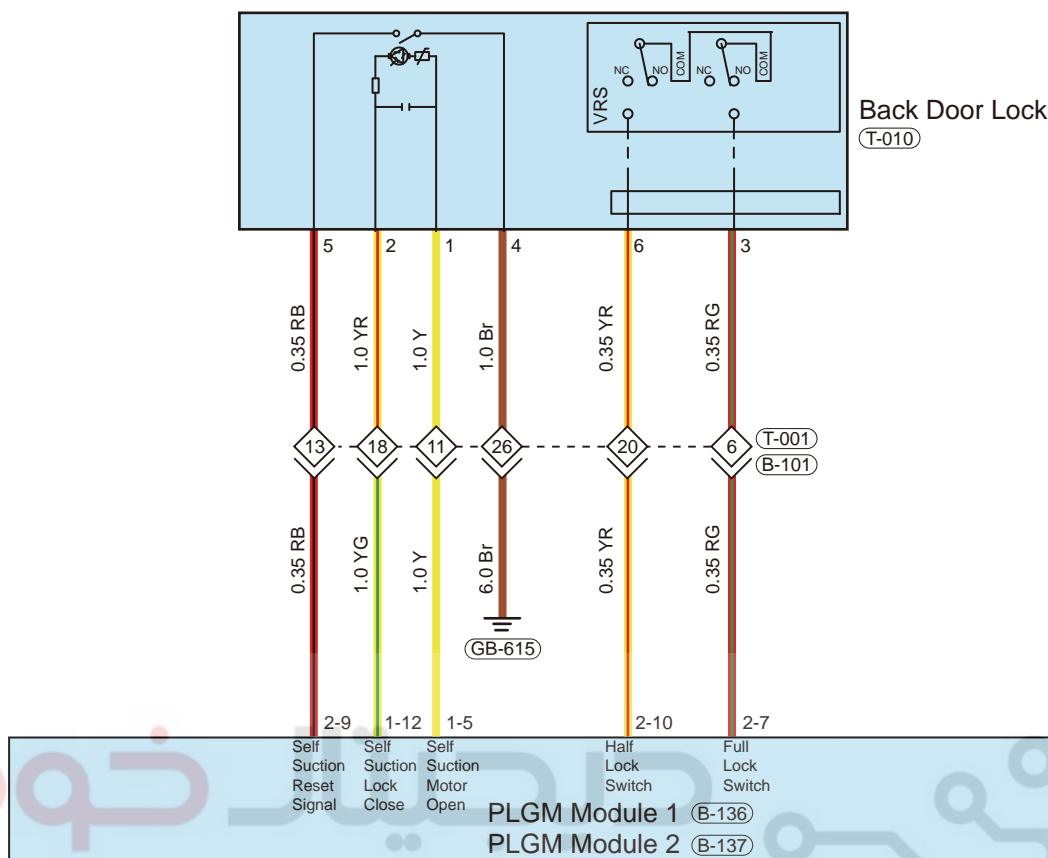 VRS
NC
NO
COM
NC
NO
COM
Back Door Lock
T-010
5
2
1
4
6
3
0.35 RB
1.0 YR
1.0 Y
1.0 Br
0.35 YR
0.35 RG
13
18
11
26
20
6
T-001
B-101
0.35 RB
1.0 YG
1.0 Y
6.0 Br
0.35 YR
0.35 RG
GB-615
2-9
1-12
1-5
2-10
2-7
Self
Suction
Reset
Signal
Self
Suction
Lock
Close
Self
Suction
Motor
Open
Half
Lock
Switch
Full
Lock
Switch
PLGM Module 1 B-136
PLGM Module 2 B-137